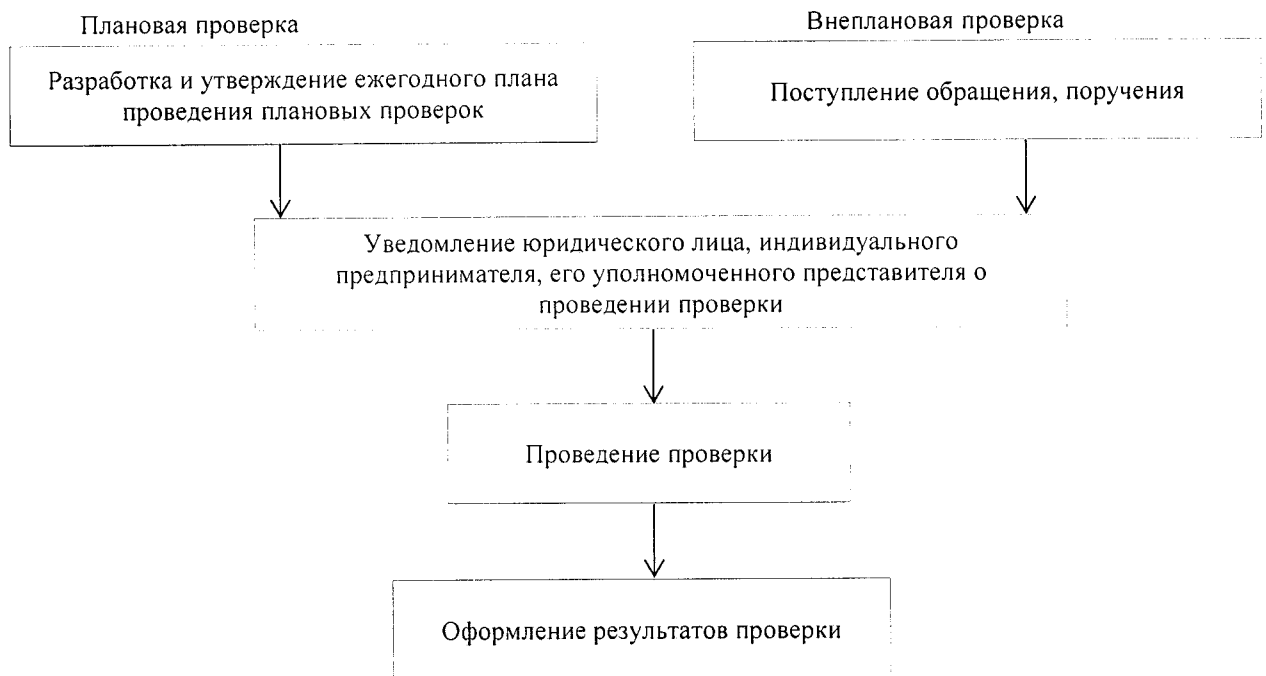 Плановая проверка
Внеплановая проверка
Разработка и утверждение ежегодного плана
проведения плановых проверок
Поступление обращения, поручения
Уведомление юридического лица, индивидуального
предпринимателя, его уполномоченного представителя о
проведении проверки
Проведение проверки
Оформление результатов проверки